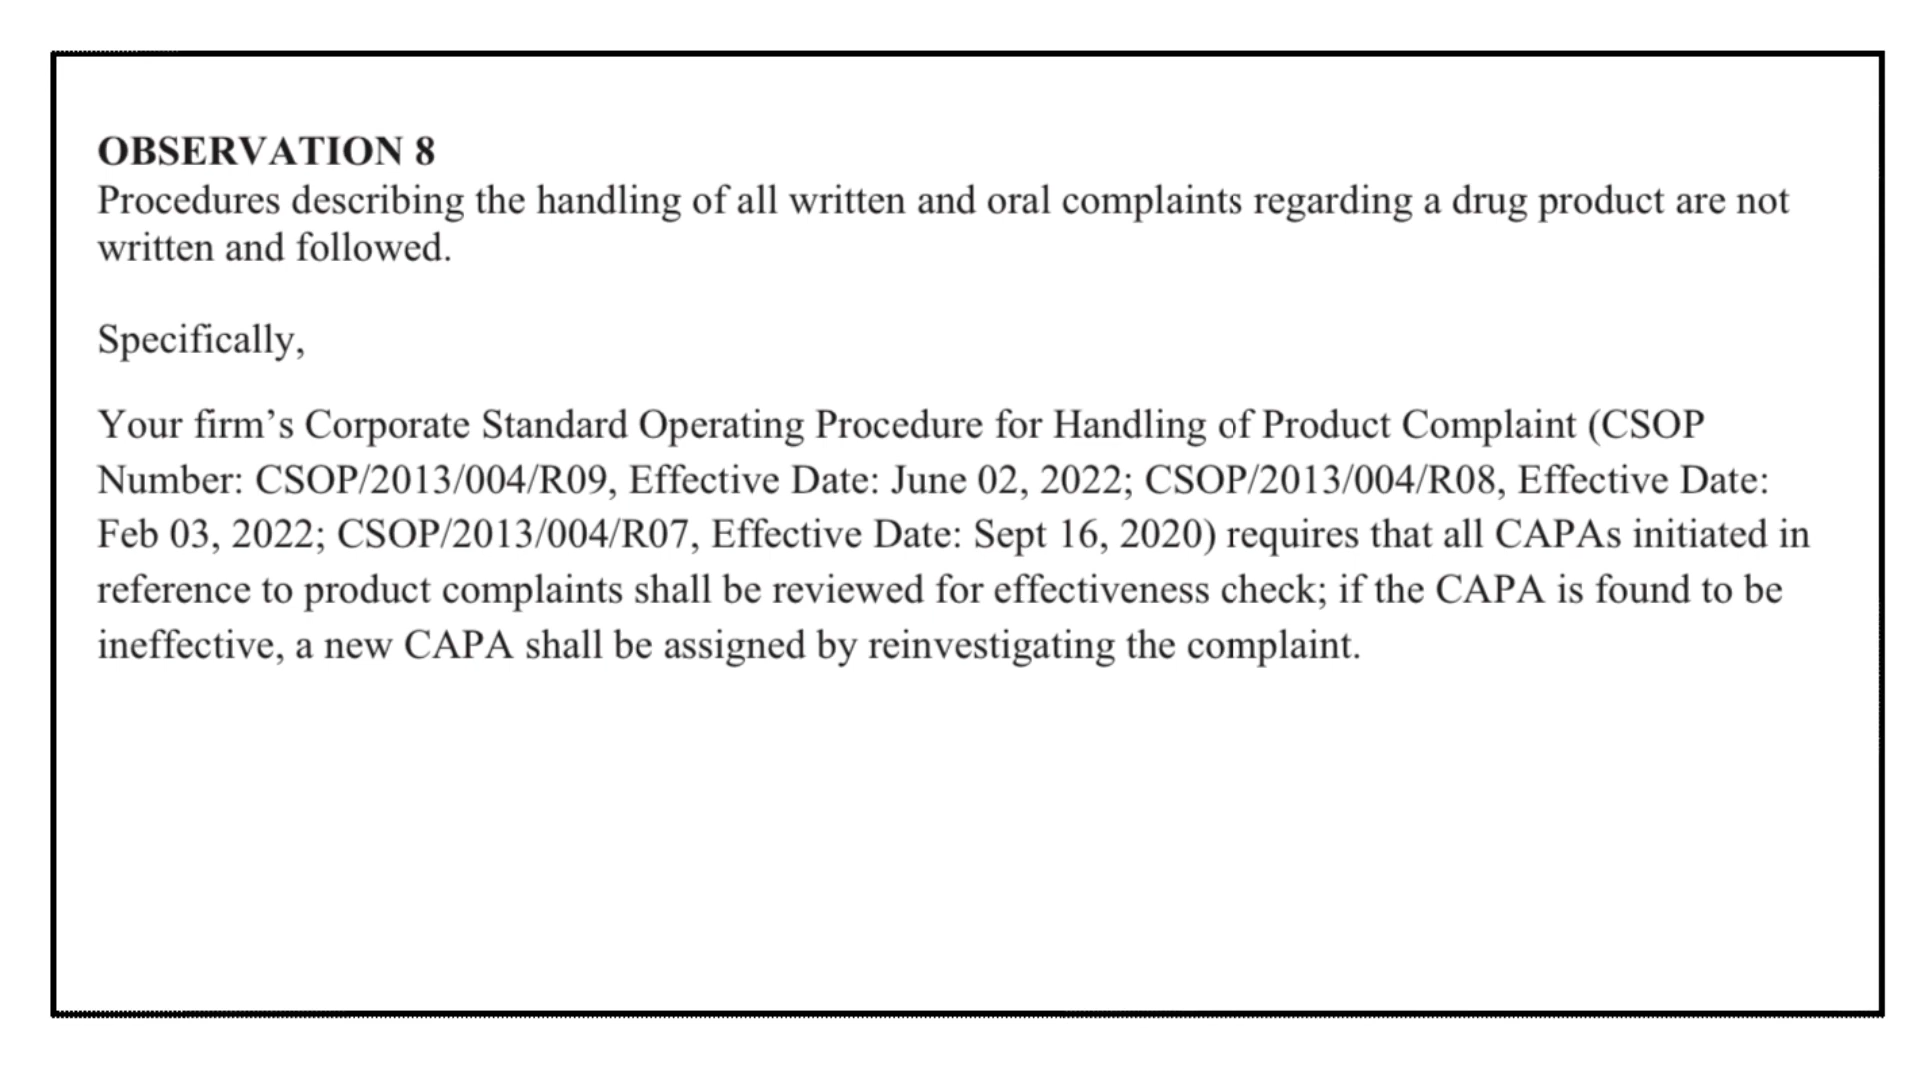 OBSERVATION 8
Procedures describing the handling of all written and oral complaints regarding a drug product are not
written and followed.
Specifically,
Your firm’s Corporate Standard Operating Procedure for Handling of Product Complaint (CSOP
Number: CSOP/2013/004/R09, Effective Date: June 02, 2022; CSOP/2013/004/R08, Effective Date:
Feb 03, 2022; CSOP/2013/004/R07, Effective Date: Sept 16, 2020) requires that all CAPAs initiated in
reference to product complaints shall be reviewed for effectiveness check; if the CAPA is found to be
ineffective, a new CAPA shall be assigned by reinvestigating the complaint.